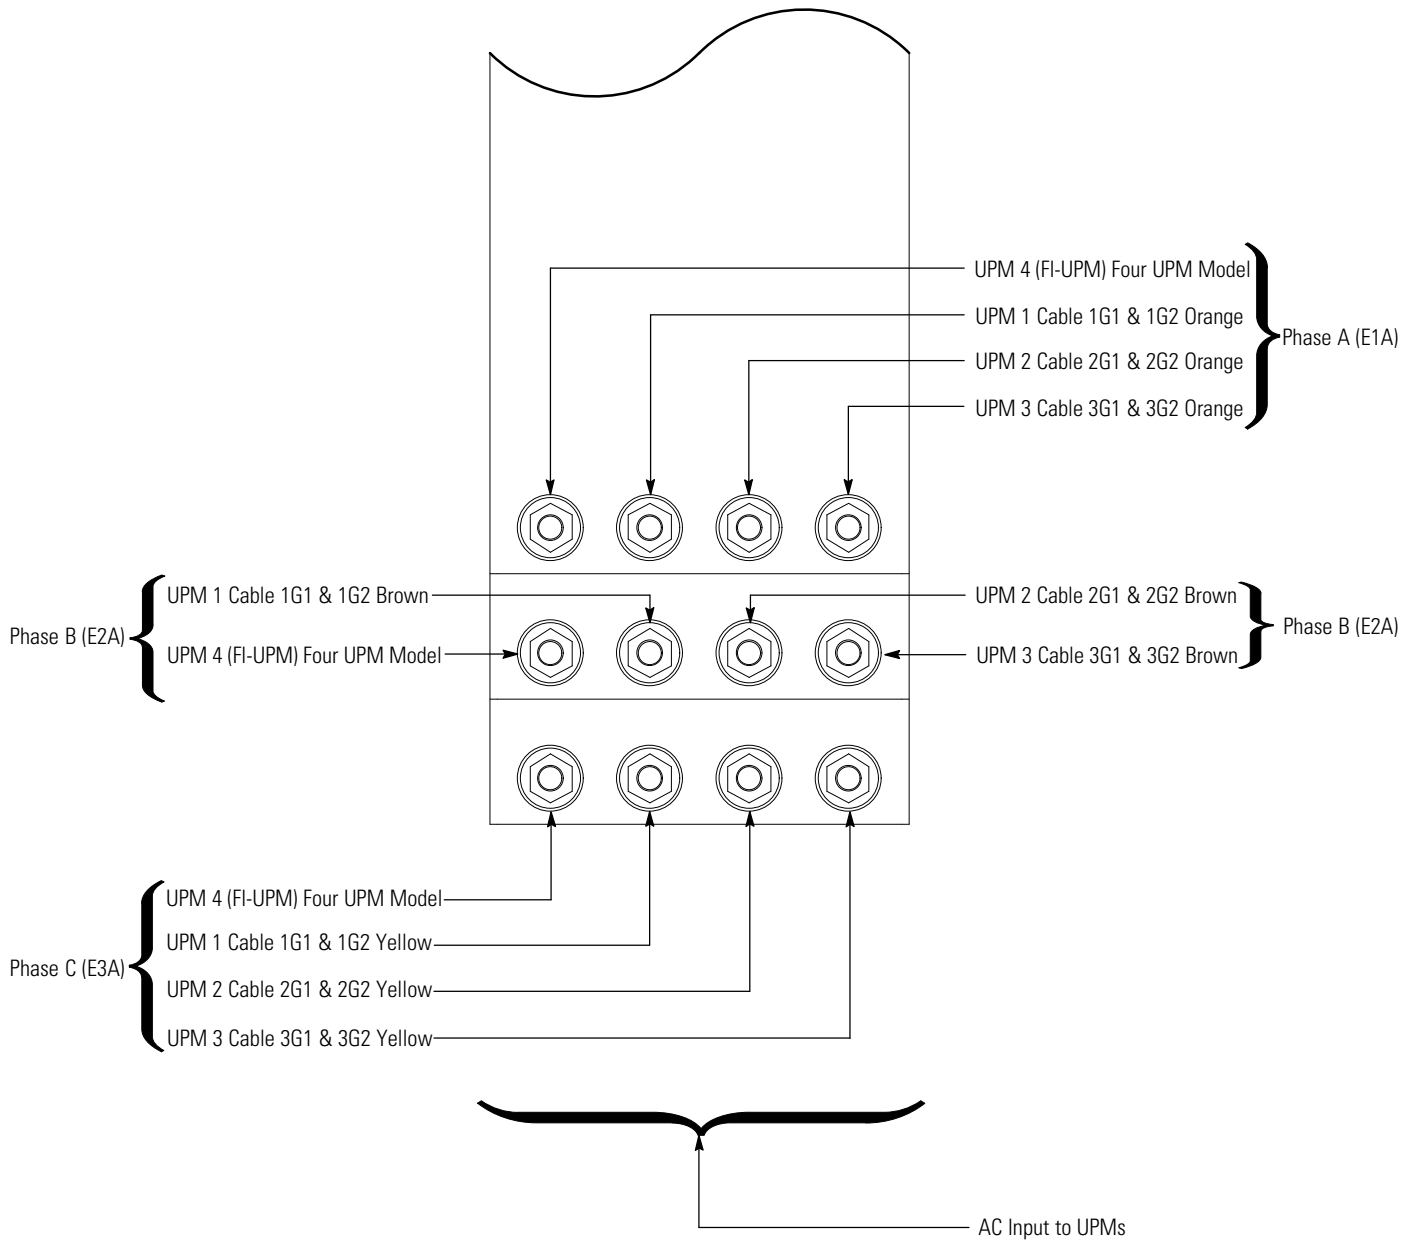 UPM 4 (FI-UPM) Four UPM Model
UPM 1 Cable 1G1 & 1G2 Orange
Phase A (E1A)
UPM 2 Cable 2G1 & 2G2 Orange
UPM 3 Cable 3G1 & 3G2 Orange
UPM 1 Cable 1G1 & 1G2 Brown
Phase B (E2A)
UPM 4 (FI-UPM) Four UPM Model
UPM 2 Cable 2G1 & 2G2 Brown
Phase B (E2A)
UPM 3 Cable 3G1 & 3G2 Brown
UPM 4 (FI-UPM) Four UPM Model
UPM 1 Cable 1G1 & 1G2 Yellow
Phase C (E3A)
UPM 2 Cable 2G1 & 2G2 Yellow
UPM 3 Cable 3G1 & 3G2 Yellow
AC Input to UPMs